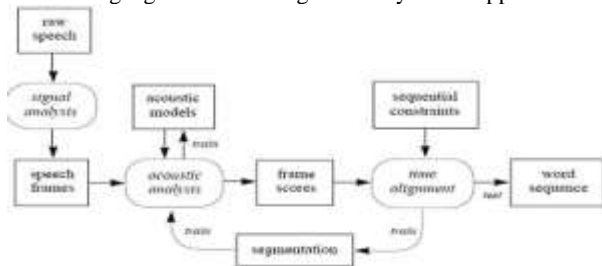 raw
speech
signal
analysis
acoustic
models
sequential
constraints
train
speech
frames
acoustic
analysis
frame
scores
time
alignment
test
word
sequence
train
train
segmentation